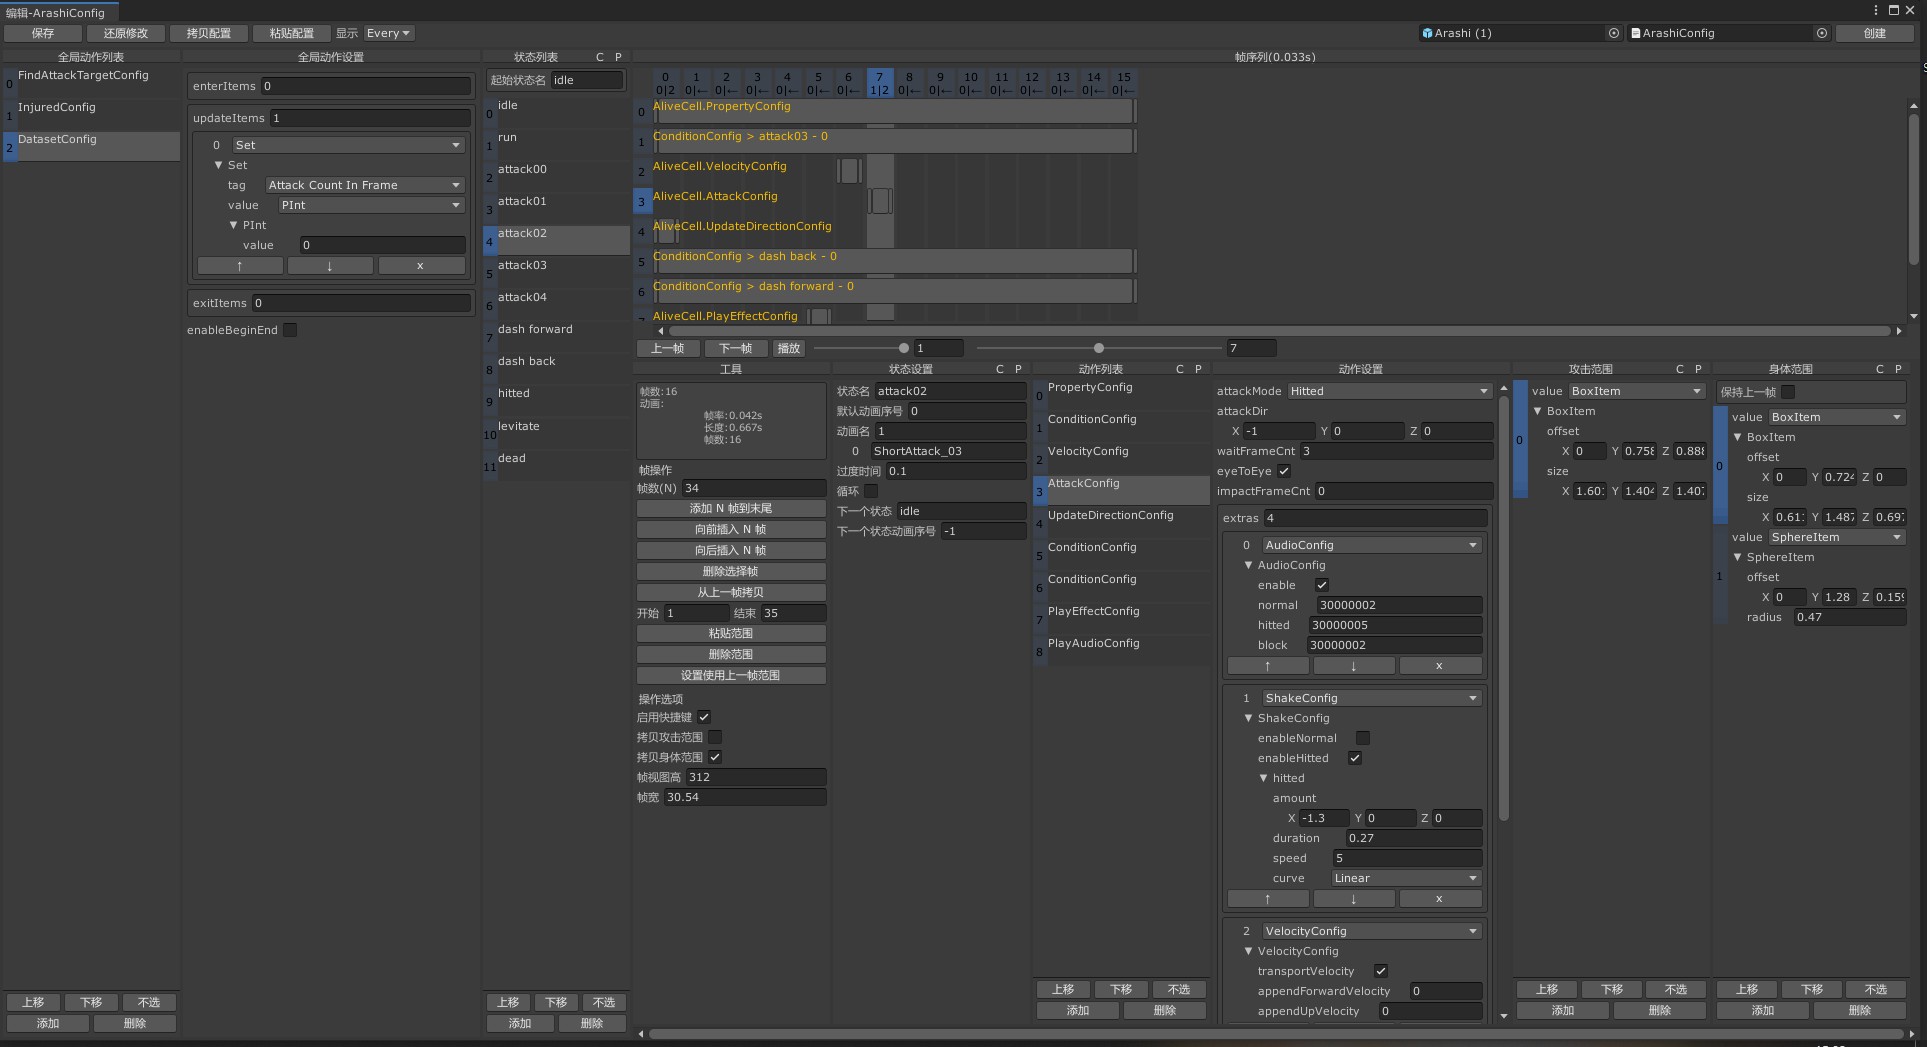 编辑-ArashiConfig
保存 还原修改 拷贝配置 粘贴配置 显示 Every Arashi (1) ArashiConfig 创建
全局动作列表
0 FindAttackTargetConfig
1 InjuredConfig
2 DatasetConfig
上移 下移 不选
添加 删除
全局动作设置
enterItems 0
updateItems 1
0 Set
Set
tag Attack Count In Frame
value PInt
PInt
value 0
↑ ↓ x
exitItems 0
enableBeginEnd
状态列表 C P
起始状态名 idle
0 idle
1 run
2 attack00
3 attack01
4 attack02
5 attack03
6 attack04
7 dash forward
8 dash back
9 hitted
10 levitate
11 dead
上移 下移 不选
添加 删除
帧序列(0.033s)
0 1 2 3 4 5 6 7 8 9 10 11 12 13 14 15
0|2 0|← 0|← 0|← 0|← 0|← 0|← 1|2 0|← 0|← 0|← 0|← 0|← 0|← 0|← 0|←
0 AliveCell.PropertyConfig
1 ConditionConfig > attack03 - 0
2 AliveCell.VelocityConfig
3 AliveCell.AttackConfig
4 AliveCell.UpdateDirectionConfig
5 ConditionConfig > dash back - 0
6 ConditionConfig > dash forward - 0
AliveCell.PlayEffectConfig
上一帧 下一帧 播放 1 7
工具
帧数:16
动画:
帧率:0.042s
长度:0.667s
帧数:16
帧操作
帧数(N) 34
添加 N 帧到末尾
向前插入 N 帧
向后插入 N 帧
删除选择帧
从上一帧拷贝
开始 1 结束 35
粘贴范围
删除范围
设置使用上一帧范围
操作选项
启用快捷键
拷贝攻击范围
拷贝身体范围
帧视图高 312
帧宽 30.54
状态设置 C P
状态名 attack02
默认动画序号 0
动画名 1
0 ShortAttack_03
过度时间 0.1
循环
下一个状态 idle
下一个状态动画序号 -1
动作列表 C P
0 PropertyConfig
1 ConditionConfig
2 VelocityConfig
3 AttackConfig
4 UpdateDirectionConfig
5 ConditionConfig
6 ConditionConfig
7 PlayEffectConfig
8 PlayAudioConfig
上移 下移 不选
添加 删除
动作设置
attackMode Hitted
attackDir
X -1 Y 0 Z 0
waitFrameCnt 3
eyeToEye
impactFrameCnt 0
extras 4
0 AudioConfig
AudioConfig
enable
normal 30000002
hitted 30000005
block 30000002
↑ ↓ x
1 ShakeConfig
ShakeConfig
enableNormal
enableHitted
hitted
amount
X -1.3 Y 0 Z 0
duration 0.27
speed 5
curve Linear
↑ ↓ x
2 VelocityConfig
VelocityConfig
transportVelocity
appendForwardVelocity 0
appendUpVelocity 0
攻击范围 C P
value BoxItem
0 BoxItem
offset
X 0 Y 0.758 Z 0.888
size
X 1.60 Y 1.404 Z 1.407
上移 下移 不选
添加 删除
身体范围 C P
保持上一帧
value BoxItem
BoxItem
0 offset
X 0 Y 0.724 Z 0
size
X 0.61 Y 1.487 Z 0.697
value SphereItem
SphereItem
1 offset
X 0 Y 1.28 Z 0.159
radius 0.47
上移 下移 不选
添加 删除